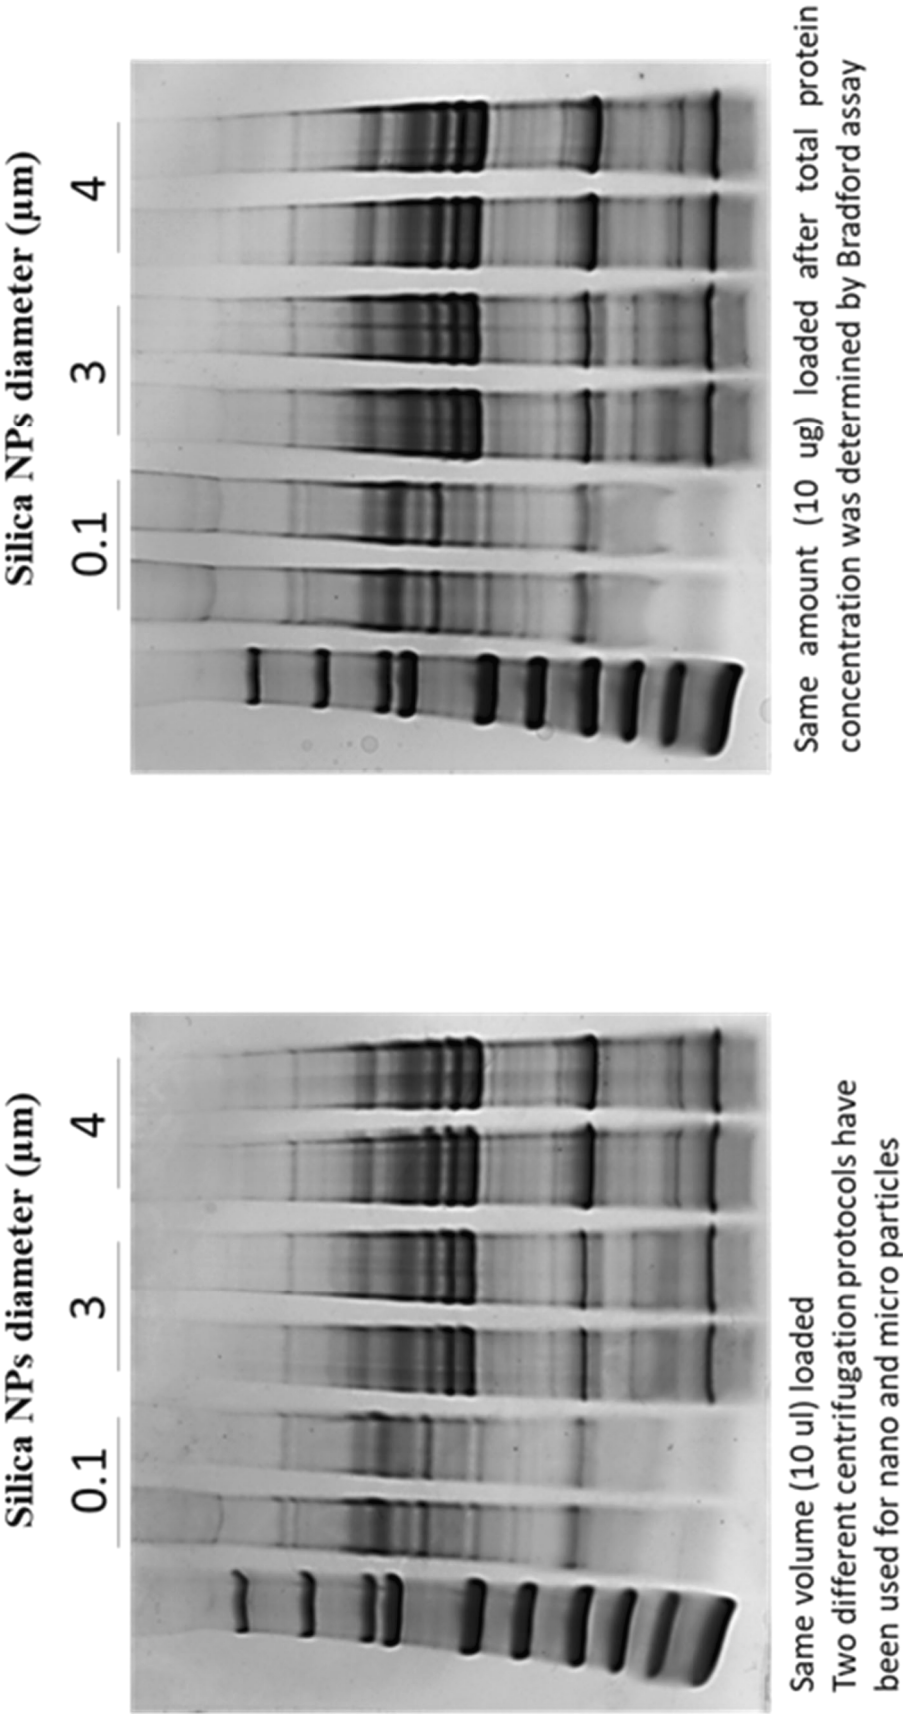 Silica NPs diameter (µm)
0.1 3 4
Same volume (10 ul) loaded
Two different centrifugation protocols have
been used for nano and micro particles
Silica NPs diameter (µm)
0.1 3 4
Same amount (10 ug) loaded after total protein
concentration was determined by Bradford assay